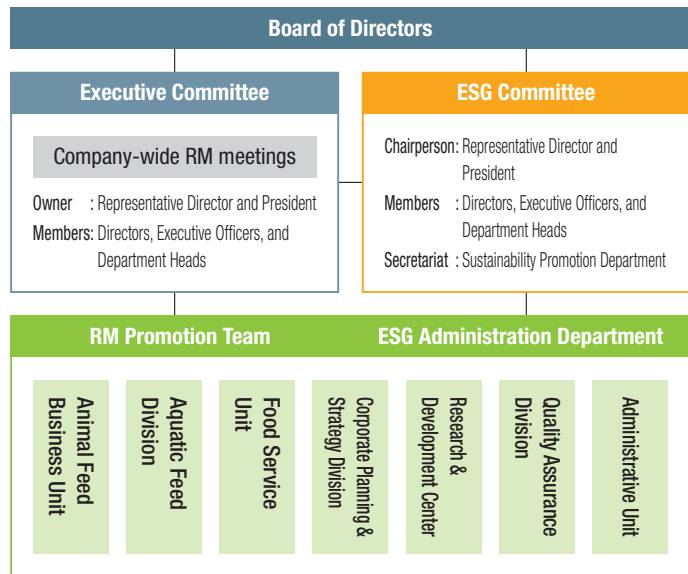 Board of Directors
Executive Committee
Company-wide RM meetings
Owner : Representative Director and President
Members: Directors, Executive Officers, and
Department Heads
ESG Committee
Chairperson: Representative Director and
President
Members : Directors, Executive Officers, and
Department Heads
Secretariat : Sustainability Promotion Department
RM Promotion Team
ESG Administration Department
Animal Feed
Business Unit
Aquatic Feed
Division
Food Service
Unit
Corporate Planning &
Strategy Division
Research &
Development Center
Quality Assurance
Division
Administrative Unit